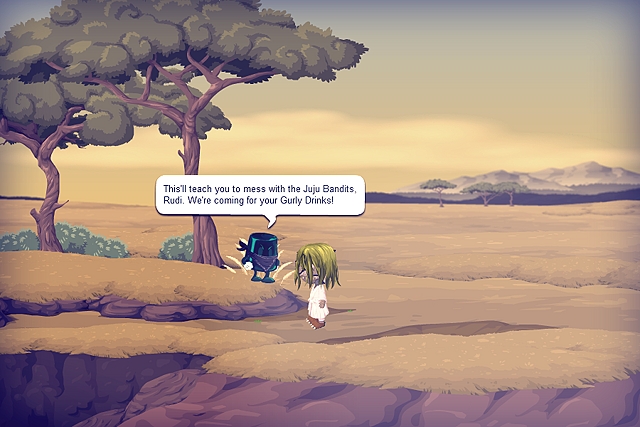 This'll teach you to mess with the Juju Bandits,
Rudi. We're coming for your Gurly Drinks!